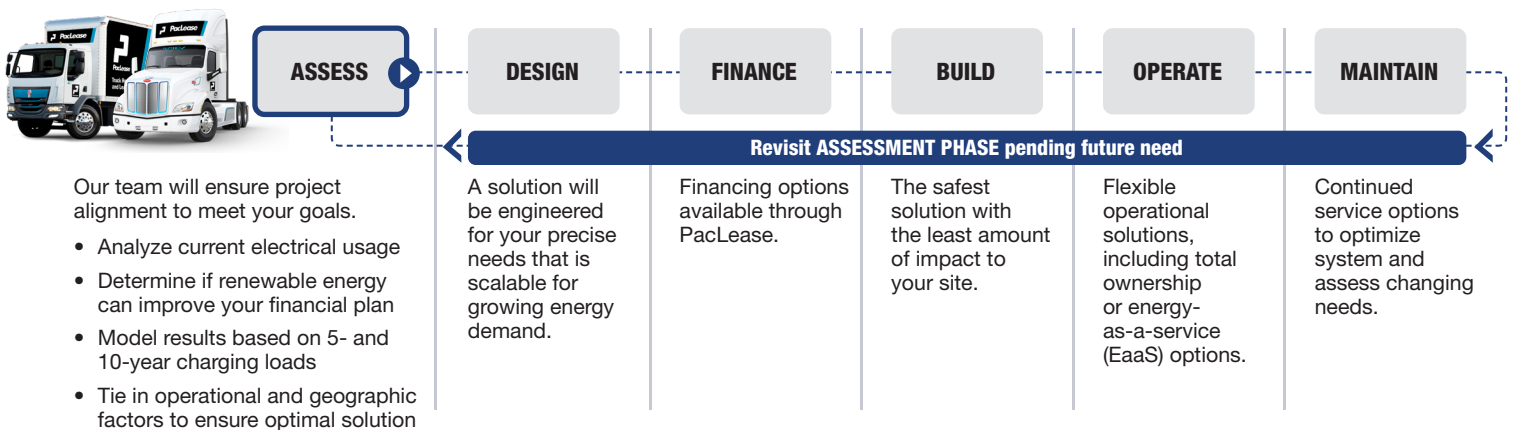 PacLease
PacLease
PacLease
ASSESS
DESIGN
FINANCE
BUILD
OPERATE
MAINTAIN
Revisit ASSESSMENT PHASE pending future need
Our team will ensure project
alignment to meet your goals.
• Analyze current electrical usage
• Determine if renewable energy
can improve your financial plan
• Model results based on 5- and
10-year charging loads
• Tie in operational and geographic
factors to ensure optimal solution
A solution will
be engineered
for your precise
needs that is
scalable for
growing energy
demand.
Financing options
available through
PacLease.
The safest
solution with
the least amount
of impact to
your site.
Flexible
operational
solutions,
including total
ownership
or energy-
as-a-service
(EaaS) options.
Continued
service options
to optimize
system and
assess changing
needs.